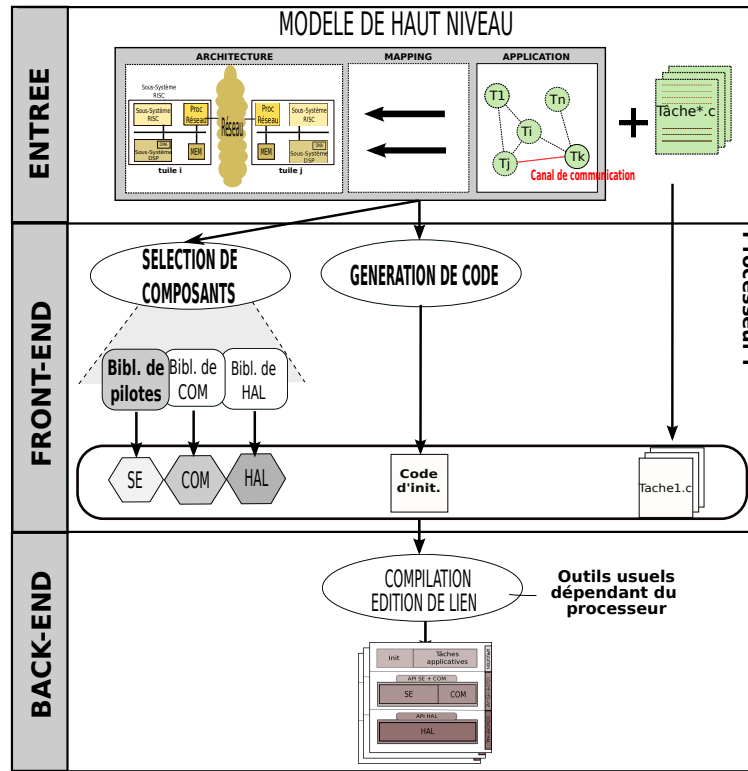 MODELE DE HAUT NIVEAU
ENTREE
ARCHITECTURE
MAPPING
APPLICATION
Sous-Système
RISC
Sous-Système
RISC
Proc
Réseau
Réseau
Proc
Réseau
Sous-Système
RISC
Sous-Système
DSP
MEM
MEM
Sous-Système
DSP
tuile i
tuile j
T1
Tn
Ti
Tj
Tk
Canal de communication
+
Tâche*.c
FRONT-END
SELECTION DE
COMPOSANTS
GENERATION DE CODE
Processeur 1
Bibl. de
pilotes
Bibl. de
COM
Bibl. de
HAL
SE
COM
HAL
Code
d'init.
Tache1.c
BACK-END
COMPILATION
EDITION DE LIEN
Outils usuels
dépendant du
processeur
Init
Tâches
applicatives
API SE + COM
SE
COM
API HAL
HAL